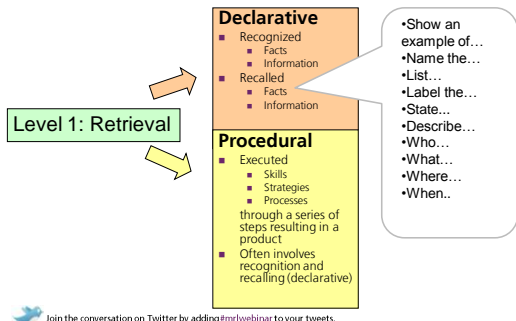 Level 1: Retrieval
Declarative
▪ Recognized
▪ Facts
▪ Information
▪ Recalled
▪ Facts
▪ Information
Procedural
▪ Executed
▪ Skills
▪ Strategies
▪ Processes
through a series of
steps resulting in a
product
▪ Often involves
recognition and
recalling (declarative)
•Show an
example of…
•Name the…
•List…
•Label the…
•State...
•Describe…
•Who…
•What…
•Where…
•When..
Join the conversation on Twitter by adding #mrlwebinar to your tweets.